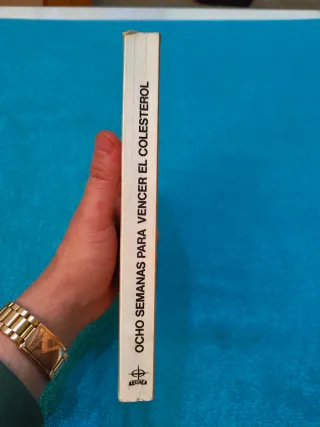 OCHO SEMANAS PARA VENCER EL COLESTEROL